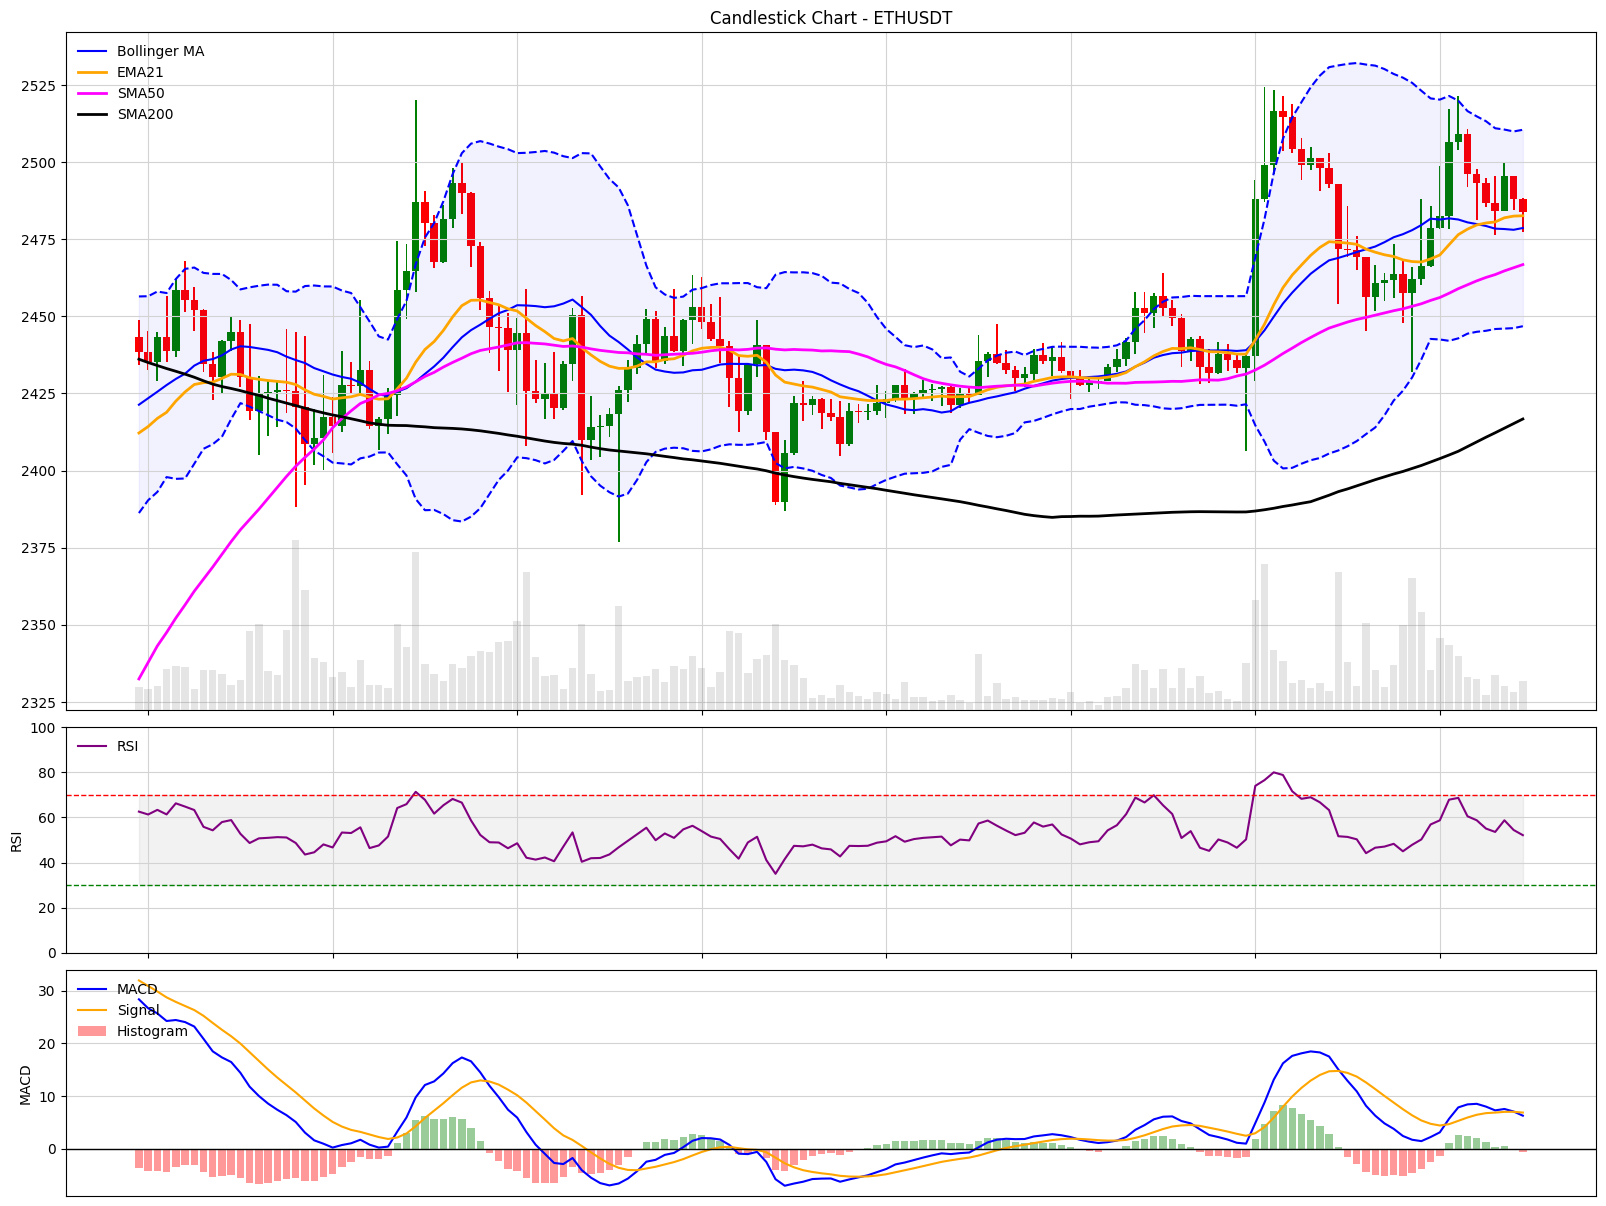 Candlestick Chart - ETHUSDT
Bollinger MA
EMA21
SMA50
SMA200
2525
2500
2475
2450
2425
2400
2375
2350
2325
100
80
60
40
20
0
RSI
RSI
30
20
10
0
MACD
MACD
Signal
Histogram